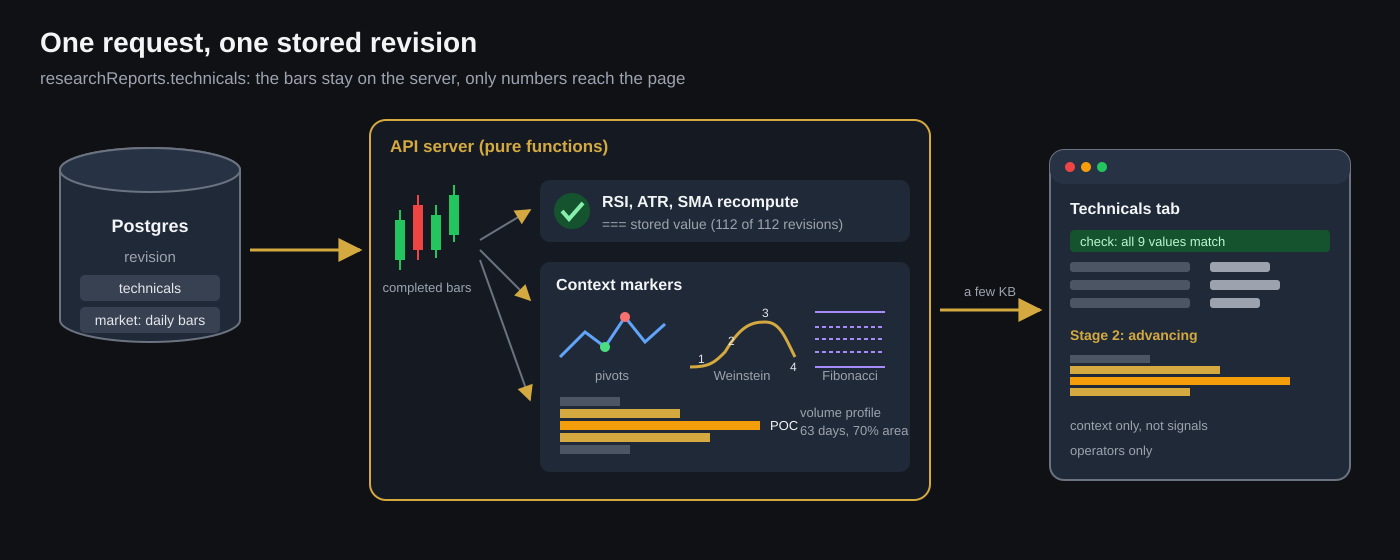 One request, one stored revision
researchReports.technicals: the bars stay on the server, only numbers reach the page
Postgres
revision
technicals
market: daily bars
API server (pure functions)
completed bars
RSI, ATR, SMA recompute
=== stored value (112 of 112 revisions)
Context markers
pivots
1
2
3
4
Weinstein
Fibonacci
POC
volume profile
63 days, 70% area
a few KB
Technicals tab
check: all 9 values match
Stage 2: advancing
context only, not signals
operators only